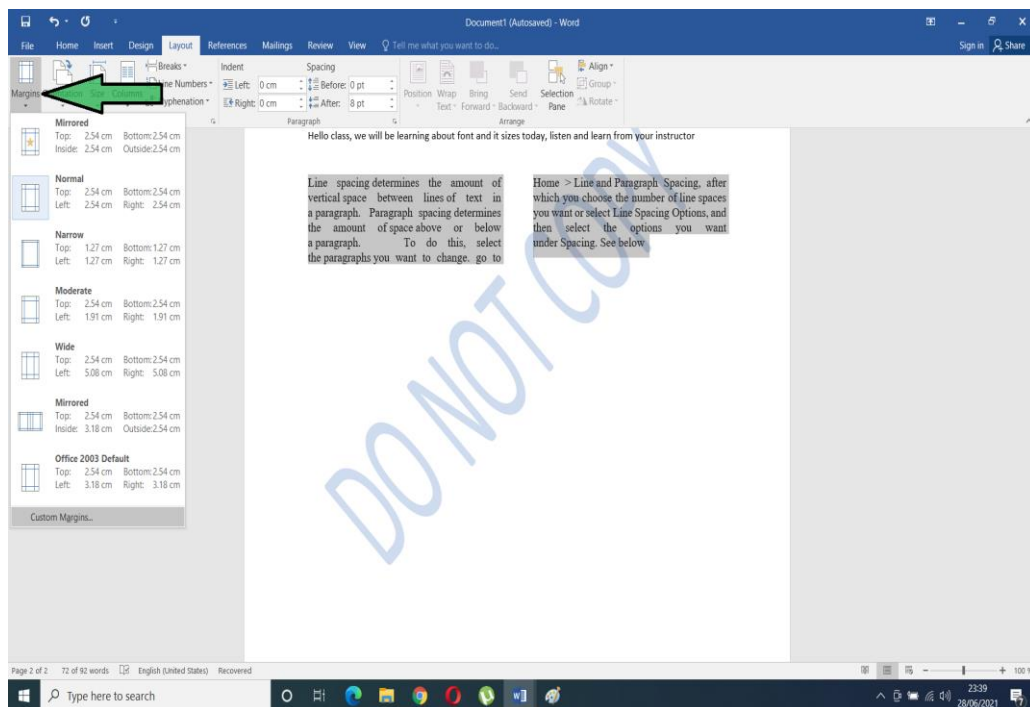 Document1 (Autosaved) - Word
File Home Insert Design Layout References Mailings Review View Tell me what you want to do... Sign in Share
Breaks Indent Spacing Align
Line Numbers Left: 0 cm Before: 0 pt Group
Margins Orientation Size Columns Hyphenation Right: 0 cm After: 8 pt Position Wrap Text Bring Forward Send Backward Selection Pane Rotate
Paragraph Arrange
Mirrored
Top: 2.54 cm Bottom: 2.54 cm
Inside: 2.54 cm Outside: 2.54 cm
Normal
Top: 2.54 cm Bottom: 2.54 cm
Left: 2.54 cm Right: 2.54 cm
Narrow
Top: 1.27 cm Bottom: 1.27 cm
Left: 1.27 cm Right: 1.27 cm
Moderate
Top: 2.54 cm Bottom: 2.54 cm
Left: 1.91 cm Right: 1.91 cm
Wide
Top: 2.54 cm Bottom: 2.54 cm
Left: 5.08 cm Right: 5.08 cm
Mirrored
Top: 2.54 cm Bottom: 2.54 cm
Inside: 3.18 cm Outside: 2.54 cm
Office 2003 Default
Top: 2.54 cm Bottom: 2.54 cm
Left: 3.18 cm Right: 3.18 cm
Custom Margins...
Hello class, we will be learning about font and it sizes today, listen and learn from your instructor
Line spacing determines the amount of
vertical space between lines of text in
a paragraph. Paragraph spacing determines
the amount of space above or below
a paragraph. To do this, select
the paragraphs you want to change. go to
Home > Line and Paragraph Spacing, after
which you choose the number of line spaces
you want or select Line Spacing Options, and
then select the options you want
under Spacing. See below
DO NOT COPY
Page 2 of 2 72 of 92 words English (United States) Recovered 100 %
Type here to search
23:39
28/06/2021